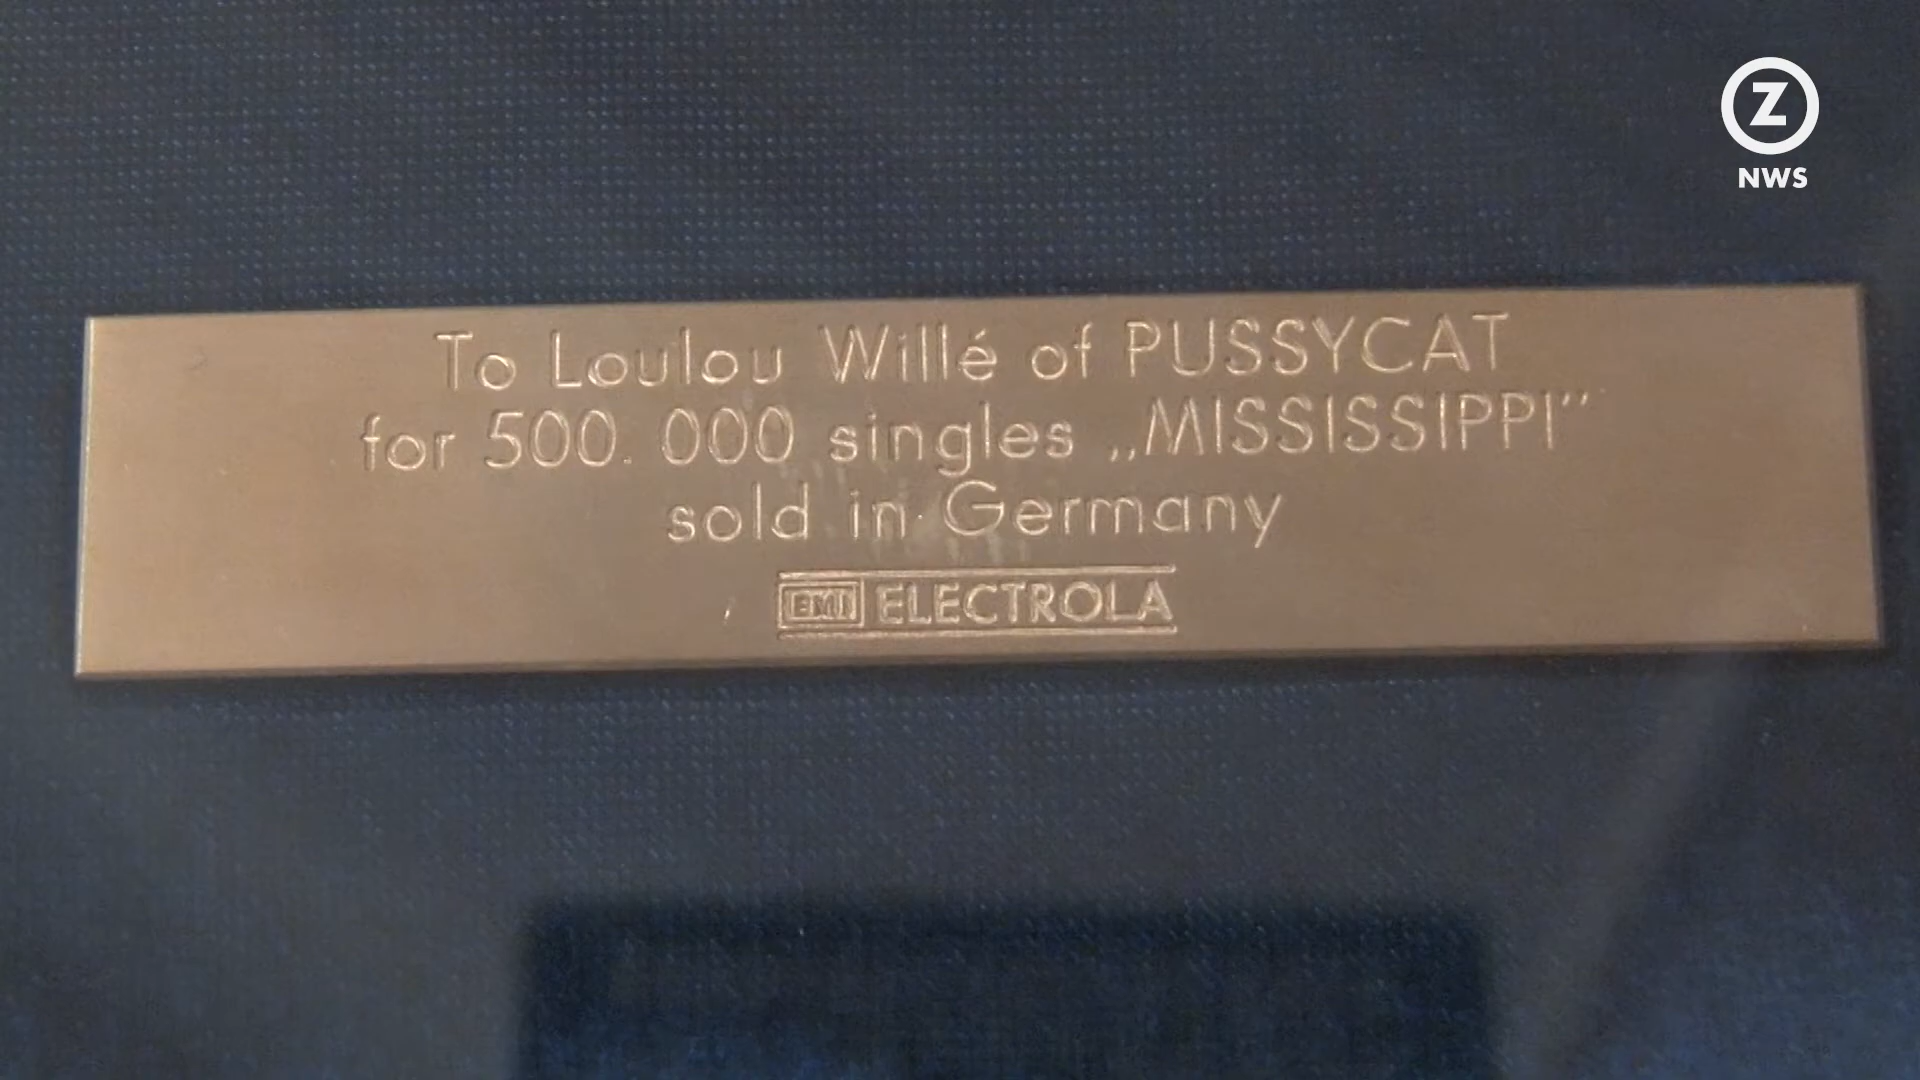 Z
NWS
To Loulou Willé of PUSSYCAT
for 500. 000 singles „MISSISSIPPI”
sold in Germany
EMI ELECTROLA